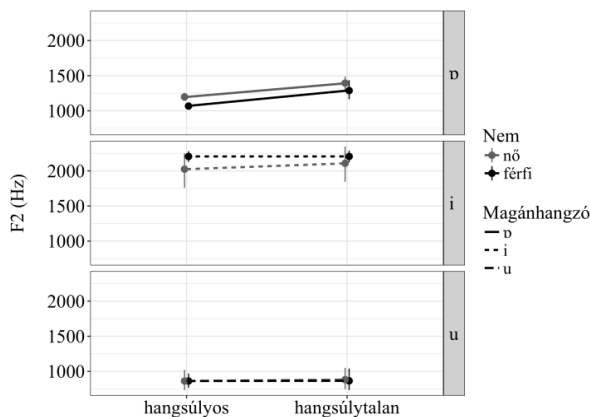 F2 (Hz)
2000
1500
1000
ɒ
2000
1500
1000
i
2000
1500
1000
u
hangsúlyos
hangsúlytalan
Nem
nő
férfi
Magánhangzó
ɒ
i
u